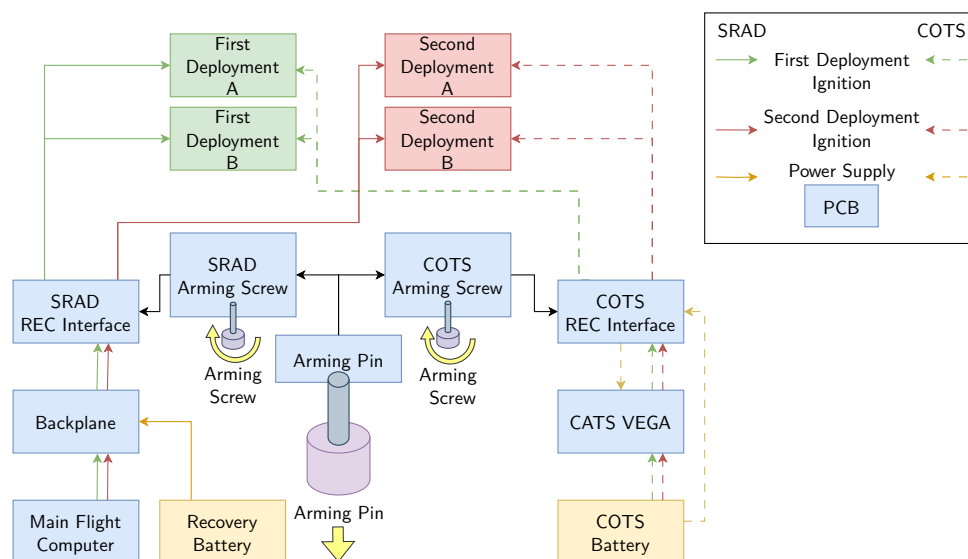 First
Deployment
A
Second
Deployment
A
First
Deployment
B
Second
Deployment
B
SRAD
COTS
First Deployment
Ignition
Second Deployment
Ignition
Power Supply
PCB
SRAD
Arming Screw
COTS
Arming Screw
SRAD
REC Interface
COTS
REC Interface
Arming
Screw
Arming Pin
Arming
Screw
Backplane
CATS VEGA
Main Flight
Computer
Recovery
Battery
Arming Pin
COTS
Battery